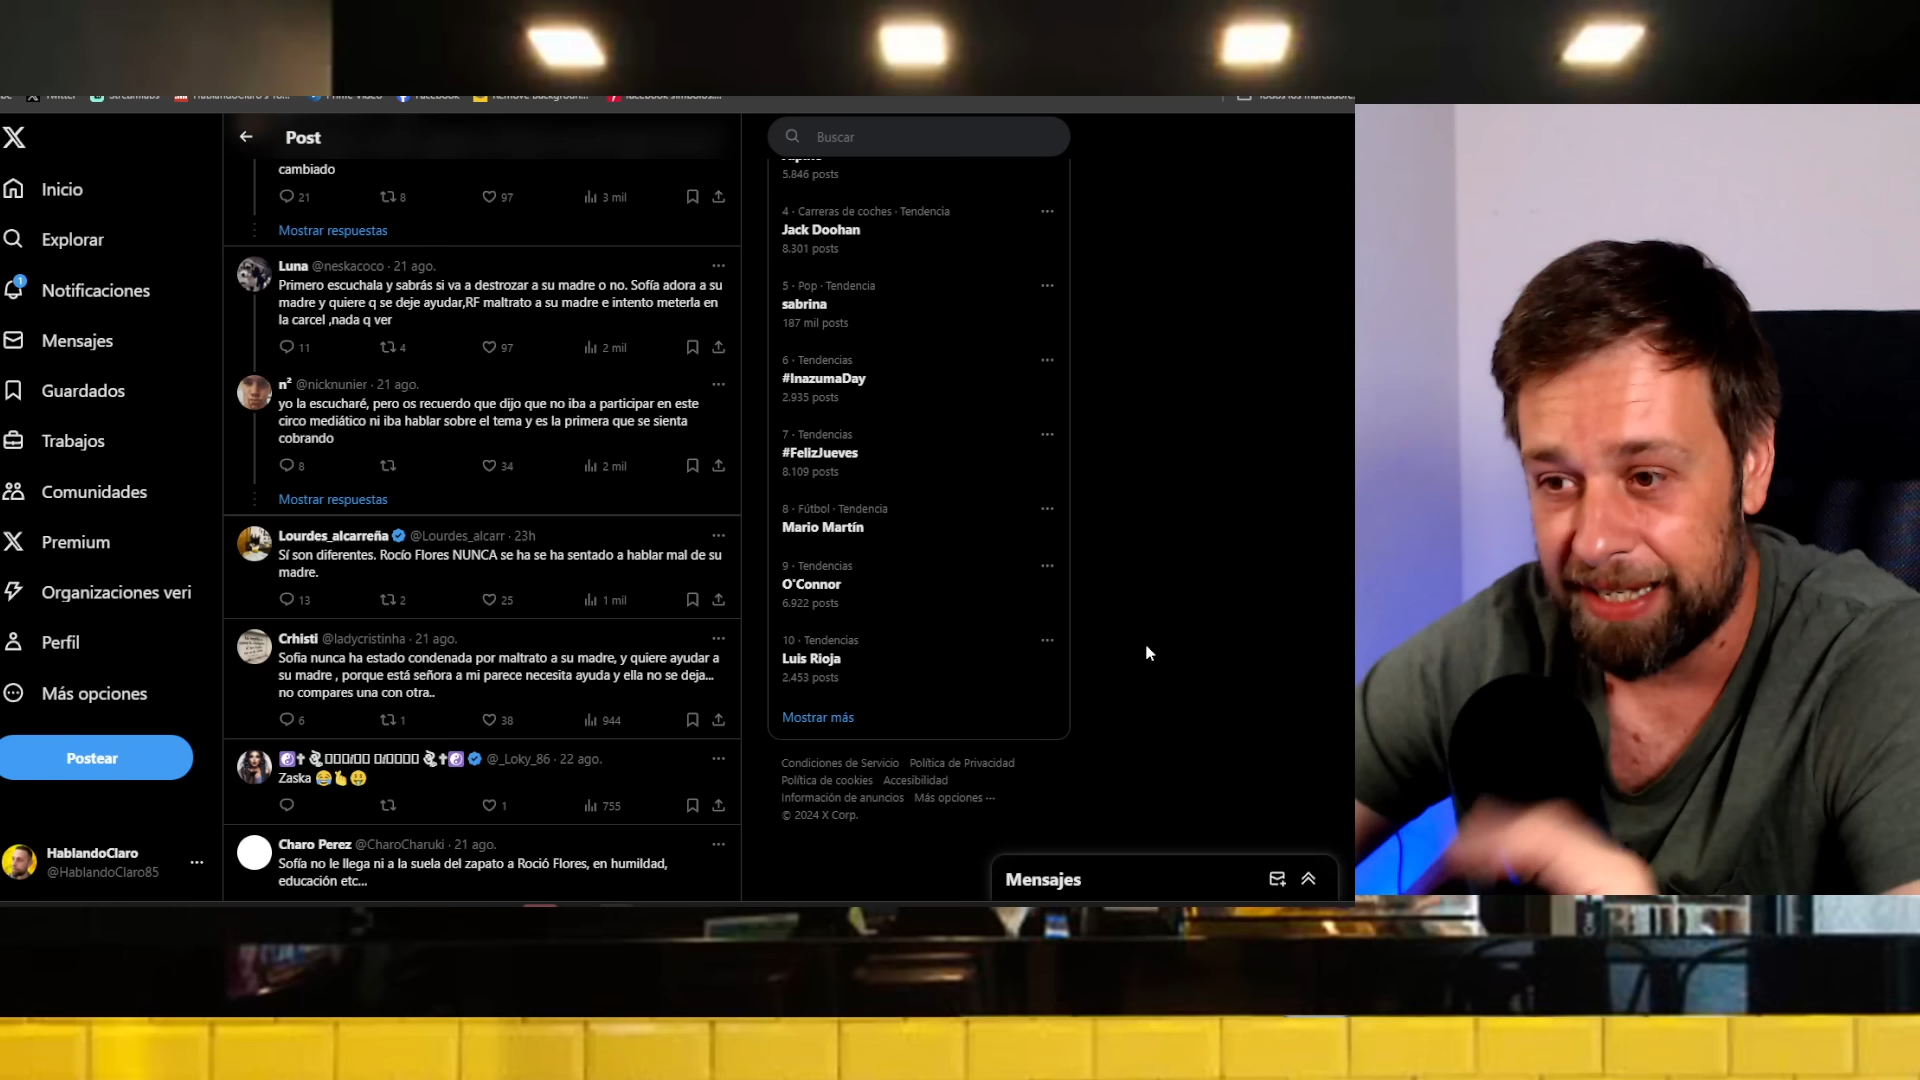 Twitter
Streamlabs
Prime Video
Facebook
Post
Buscar
cambiado
21
8
97
3 mil
Mostrar respuestas
Inicio
Explorar
Notificaciones
1
Mensajes
Guardados
Trabajos
Comunidades
Premium
Organizaciones veri
Perfil
Más opciones
Postear
HablandoClaro
@HablandoClaro85
Luna @neskacoco · 21 ago.
Primero escuchala y sabrás si va a destrozar a su madre o no. Sofía adora a su
madre y quiere q se deje ayudar,RF maltrato a su madre e intento meterla en
la carcel ,nada q ver
11
4
97
2 mil
n² @nicknunier · 21 ago.
yo la escucharé, pero os recuerdo que dijo que no iba a participar en este
circo mediático ni iba hablar sobre el tema y es la primera que se sienta
cobrando
8
34
2 mil
Mostrar respuestas
Lourdes_alcarreña @Lourdes_alcarr · 23h
Sí son diferentes. Rocío Flores NUNCA se ha se ha sentado a hablar mal de su
madre.
13
2
25
1 mil
Crhisti @ladycristinha · 21 ago.
Sofia nunca ha estado condenada por maltrato a su madre, y quiere ayudar a
su madre , porque está señora a mi parece necesita ayuda y ella no se deja...
no compares una con otra..
6
1
38
944
@_Loky_86 · 22 ago.
Zaska 😂💪🤑
1
755
Charo Perez @CharoCharuki · 21 ago.
Sofía no le llega ni a la suela del zapato a Roció Flores, en humildad,
educación etc...
5.846 posts
4 · Carreras de coches · Tendencia
Jack Doohan
8.301 posts
5 · Pop · Tendencia
sabrina
187 mil posts
6 · Tendencias
#InazumaDay
2.935 posts
7 · Tendencias
#FelizJueves
8.109 posts
8 · Fútbol · Tendencia
Mario Martín
9 · Tendencias
O'Connor
6.922 posts
10 · Tendencias
Luis Rioja
2.453 posts
Mostrar más
Condiciones de Servicio Política de Privacidad
Política de cookies Accesibilidad
Información de anuncios Más opciones ···
© 2024 X Corp.
Mensajes